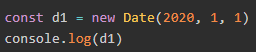 const d1 = new Date(2020, 1, 1)
console.log(d1)